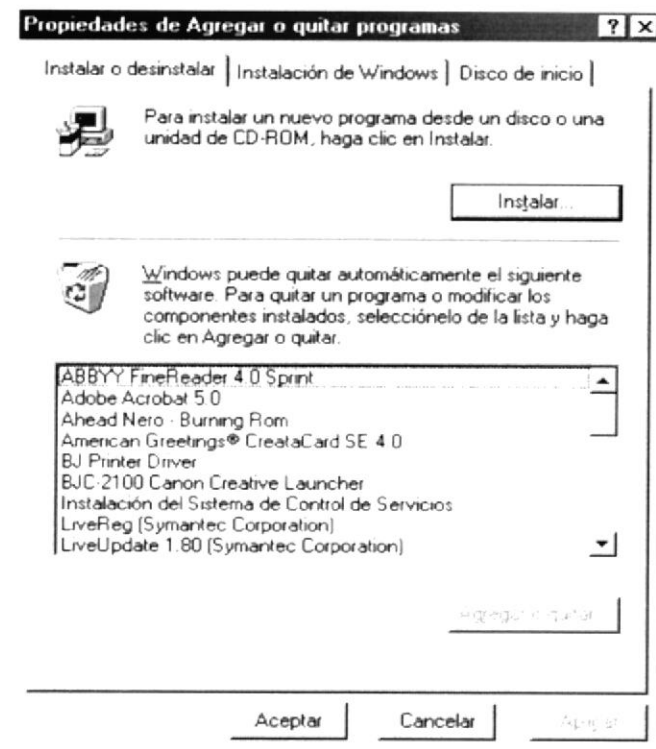 Propiedades de Agregar o quitar programas
Instalar o desinstalar
Instalación de Windows
Disco de inicio
Para instalar un nuevo programa desde un disco o una
unidad de CD-ROM, haga clic en Instalar.
Instalar...
Windows puede quitar automáticamente el siguiente
software. Para quitar un programa o modificar los
componentes instalados, selecciónelo de la lista y haga
clic en Agregar o quitar.
ABBYY FineReader 4.0 Sprint
Adobe Acrobat 5.0
Ahead Nero - Burning Rom
American Greetings® CreataCard SE 4.0
BJ Printer Driver
BJC-2100 Canon Creative Launcher
Instalación del Sistema de Control de Servicios
LiveReg (Symantec Corporation)
LiveUpdate 1.80 (Symantec Corporation)
Agregar o quitar...
Aceptar
Cancelar